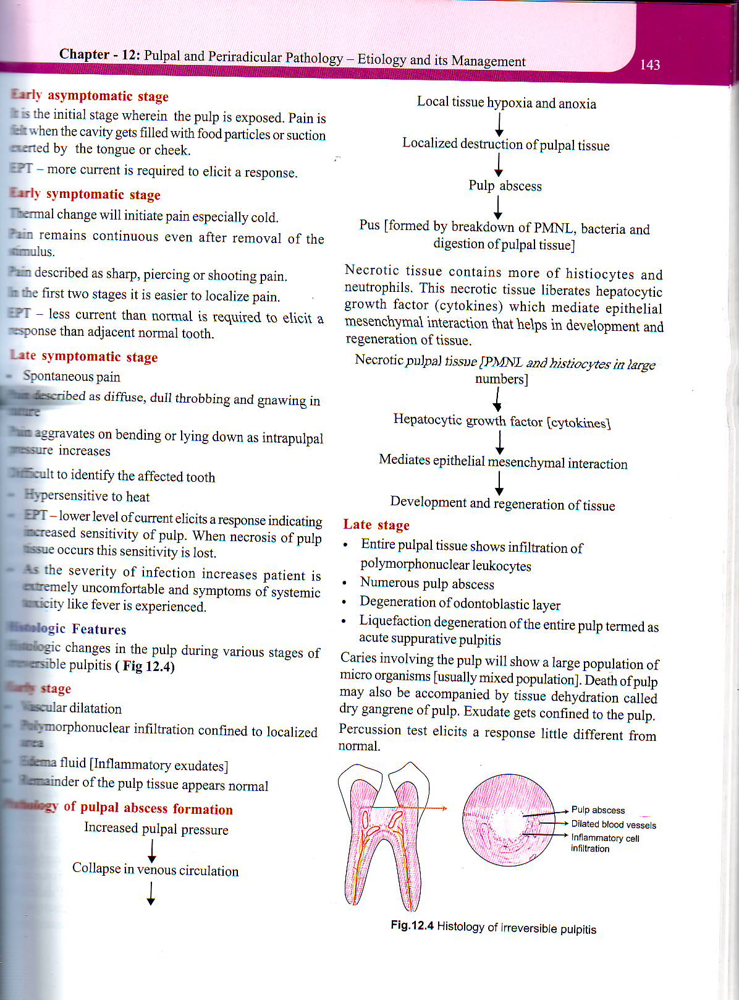 Chapter - 12: Pulpal and Periradicular Pathology – Etiology and its Management
143
Early asymptomatic stage
It is the initial stage wherein the pulp is exposed. Pain is
felt when the cavity gets filled with food particles or suction
exerted by the tongue or cheek.
EPT – more current is required to elicit a response.
Early symptomatic stage
Thermal change will initiate pain especially cold.
Pain remains continuous even after removal of the
stimulus.
Pain described as sharp, piercing or shooting pain.
In the first two stages it is easier to localize pain.
EPT – less current than normal is required to elicit a
response than adjacent normal tooth.
Late symptomatic stage
- Spontaneous pain
Pain described as diffuse, dull throbbing and gnawing in
nature
Pain aggravates on bending or lying down as intrapulpal
pressure increases
Difficult to identify the affected tooth
- Hypersensitive to heat
- EPT – lower level of current elicits a response indicating
increased sensitivity of pulp. When necrosis of pulp
tissue occurs this sensitivity is lost.
- As the severity of infection increases patient is
extremely uncomfortable and symptoms of systemic
toxicity like fever is experienced.
Histologic Features
Histologic changes in the pulp during various stages of
irreversible pulpitis ( Fig 12.4)
Early stage
- Vascular dilatation
- Polymorphonuclear infiltration confined to localized
area
- Edema fluid [Inflammatory exudates]
- Remainder of the pulp tissue appears normal
Pathology of pulpal abscess formation
Increased pulpal pressure
Collapse in venous circulation
Local tissue hypoxia and anoxia
Localized destruction of pulpal tissue
Pulp abscess
Pus [formed by breakdown of PMNL, bacteria and
digestion of pulpal tissue]
Necrotic tissue contains more of histiocytes and
neutrophils. This necrotic tissue liberates hepatocytic
growth factor (cytokines) which mediate epithelial
mesenchymal interaction that helps in development and
regeneration of tissue.
Necrotic pulpal tissue [PMNL and histiocytes in large
numbers]
Hepatocytic growth factor [cytokines]
Mediates epithelial mesenchymal interaction
Development and regeneration of tissue
Late stage
• Entire pulpal tissue shows infiltration of
polymorphonuclear leukocytes
• Numerous pulp abscess
• Degeneration of odontoblastic layer
• Liquefaction degeneration of the entire pulp termed as
acute suppurative pulpitis
Caries involving the pulp will show a large population of
micro organisms [usually mixed population]. Death of pulp
may also be accompanied by tissue dehydration called
dry gangrene of pulp. Exudate gets confined to the pulp.
Percussion test elicits a response little different from
normal.
Pulp abscess
Dilated blood vessels
Inflammatory cell
infiltration
Fig.12.4 Histology of irreversible pulpitis